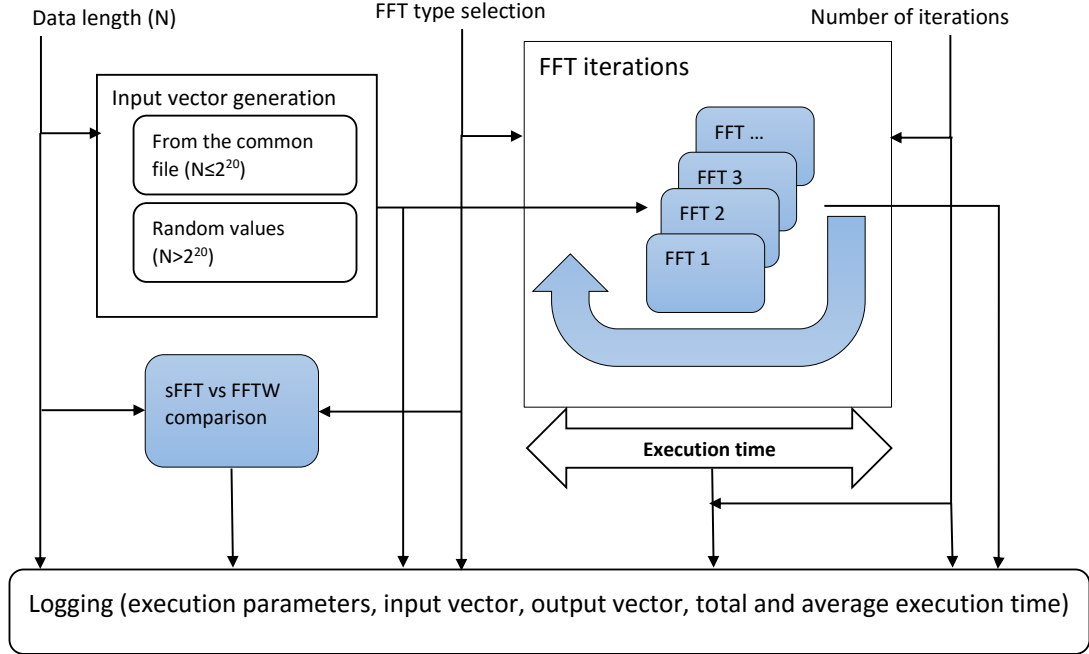 Data length (N)
FFT type selection
Number of iterations
Input vector generation
From the common
file (N≤2²⁰)
Random values
(N>2²⁰)
FFT iterations
FFT ...
FFT 3
FFT 2
FFT 1
sFFT vs FFTW
comparison
Execution time
Logging (execution parameters, input vector, output vector, total and average execution time)